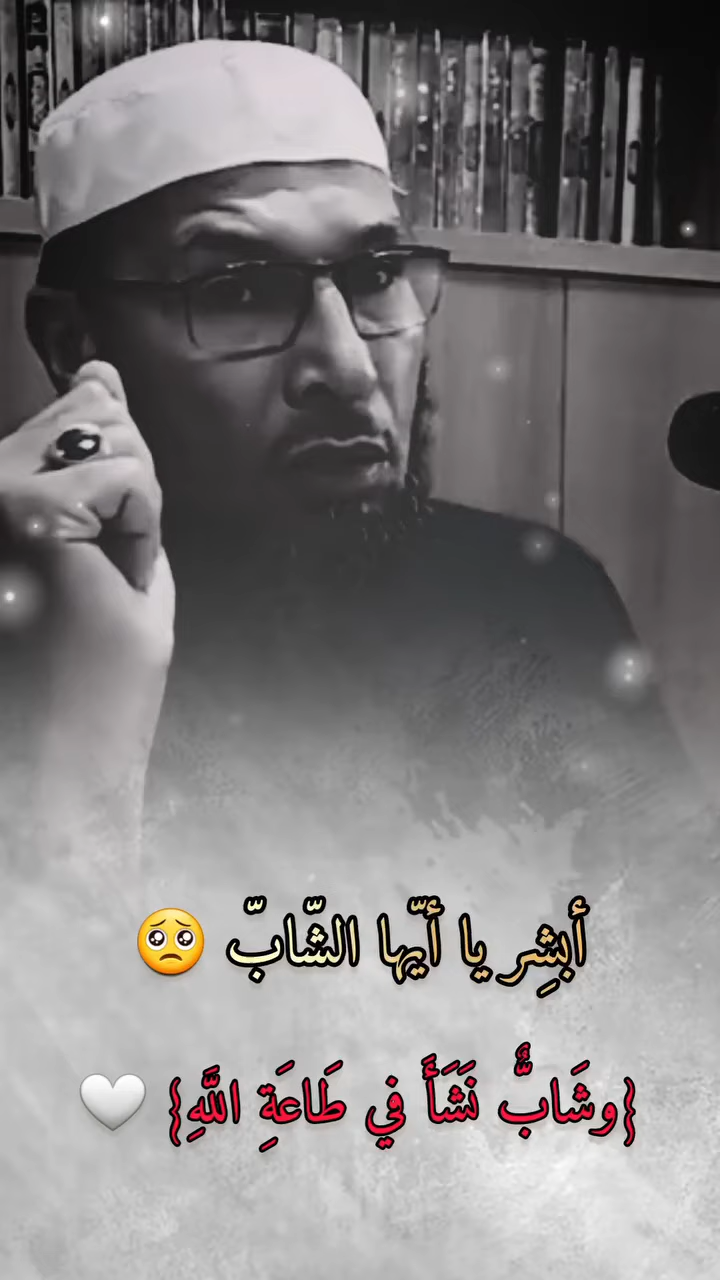 أبشِر يا أيّها الشّابّ 🥺
{وشَابٌّ نَشَأَ في طَاعَةِ اللَّهِ} 🤍